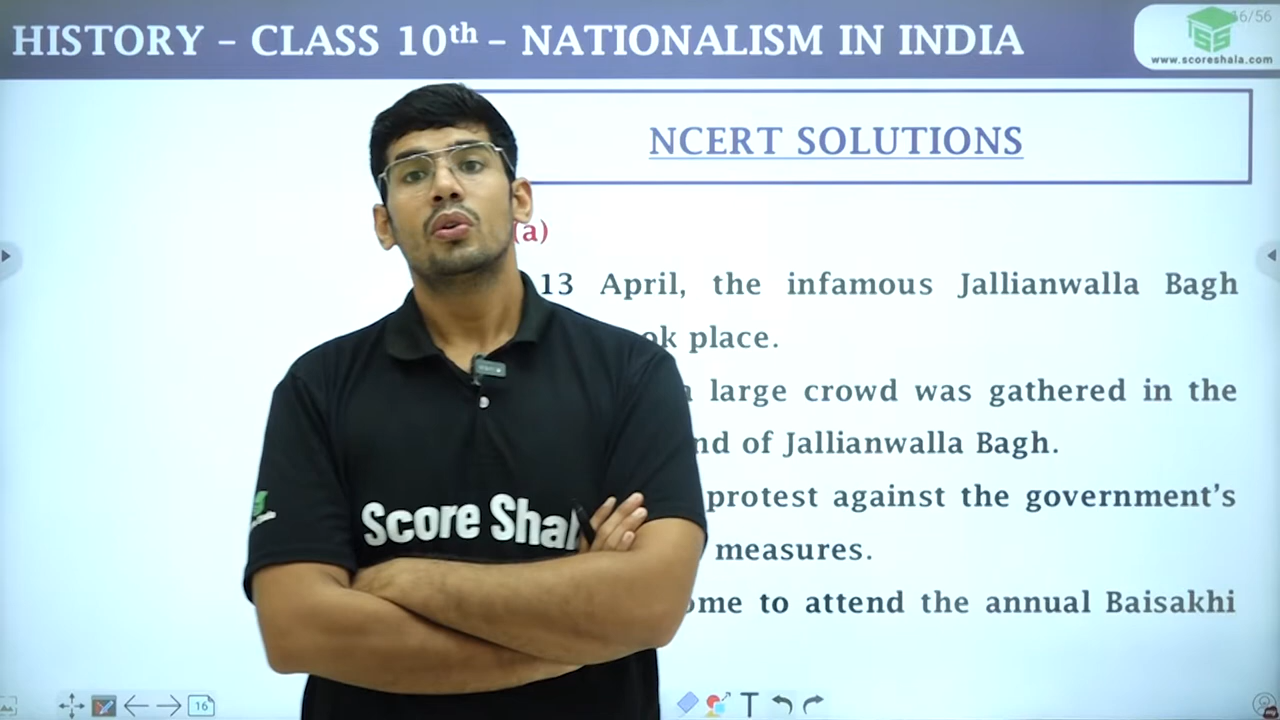 HISTORY – CLASS 10th – NATIONALISM IN INDIA
16/56
www.scoreshala.com
NCERT SOLUTIONS
(a)
13 April, the infamous Jallianwalla Bagh
place.
large crowd was gathered in the
of Jallianwalla Bagh.
protest against the government's
measures.
to attend the annual Baisakhi
Score
16
T